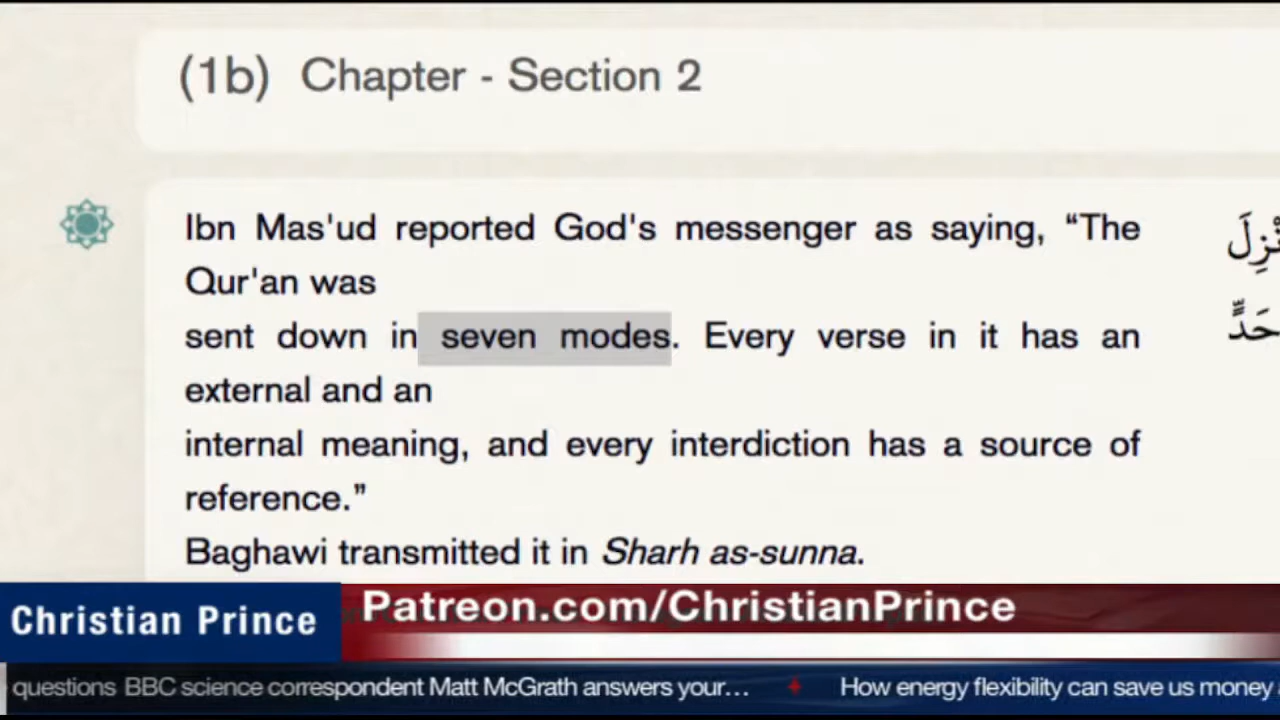 (1b) Chapter - Section 2
Ibn Mas'ud reported God's messenger as saying, “The
Qur'an was
sent down in seven modes. Every verse in it has an
external and an
internal meaning, and every interdiction has a source of
reference.”
Baghawi transmitted it in Sharh as-sunna.
Christian Prince
Patreon.com/ChristianPrince
questions BBC science correspondent Matt McGrath answers your... How energy flexibility can save us money